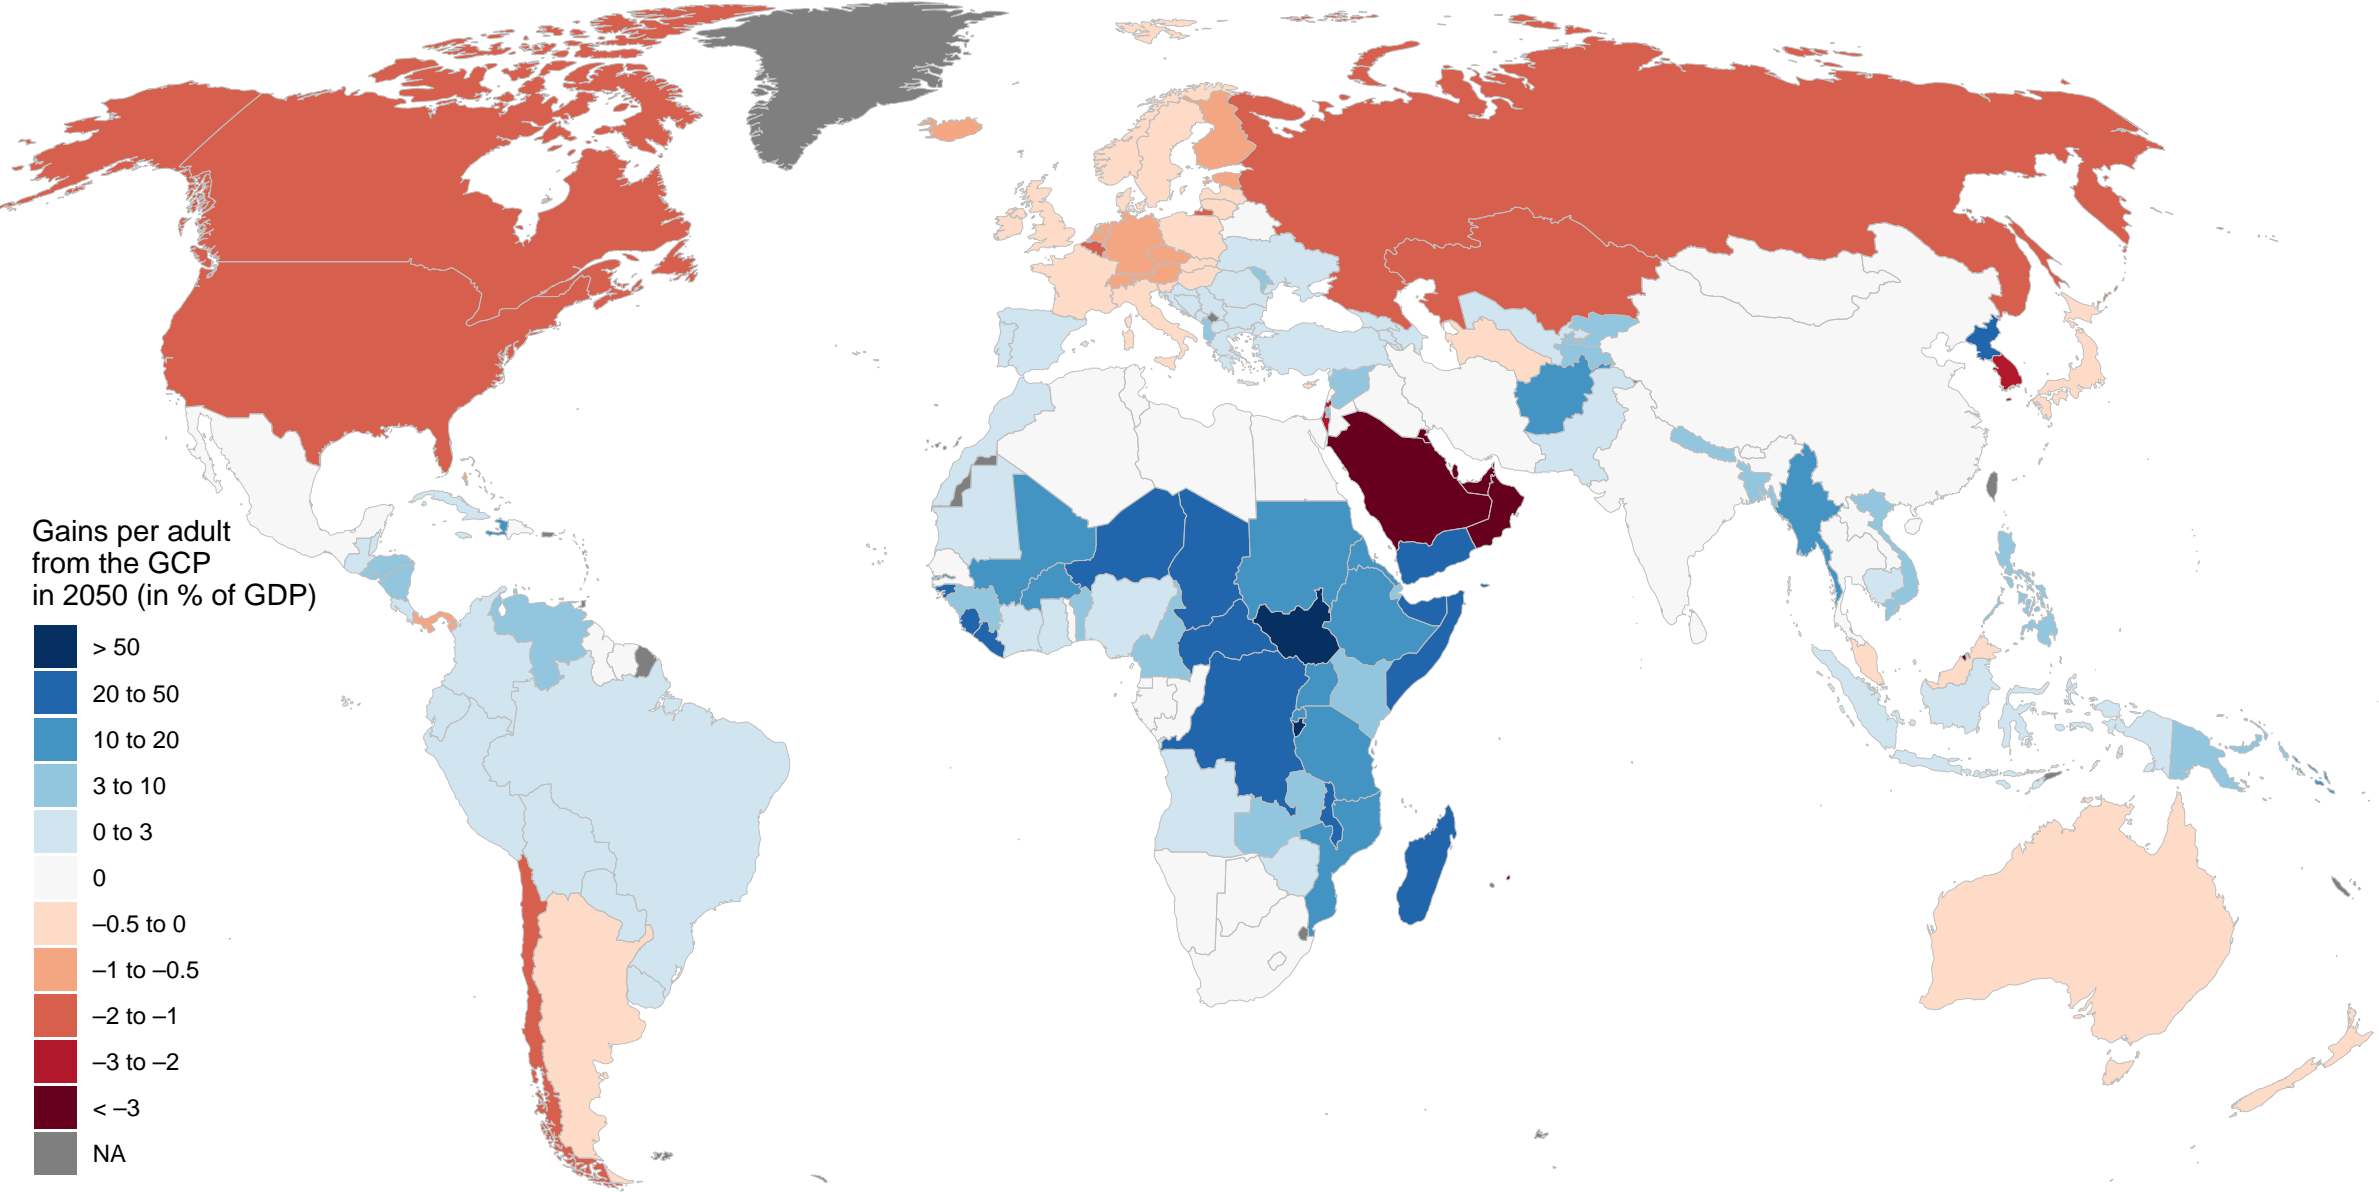 Gains per adult
from the GCP
in 2050 (in % of GDP)
> 50
20 to 50
10 to 20
3 to 10
0 to 3
0
–0.5 to 0
–1 to –0.5
–2 to –1
–3 to –2
< –3
NA